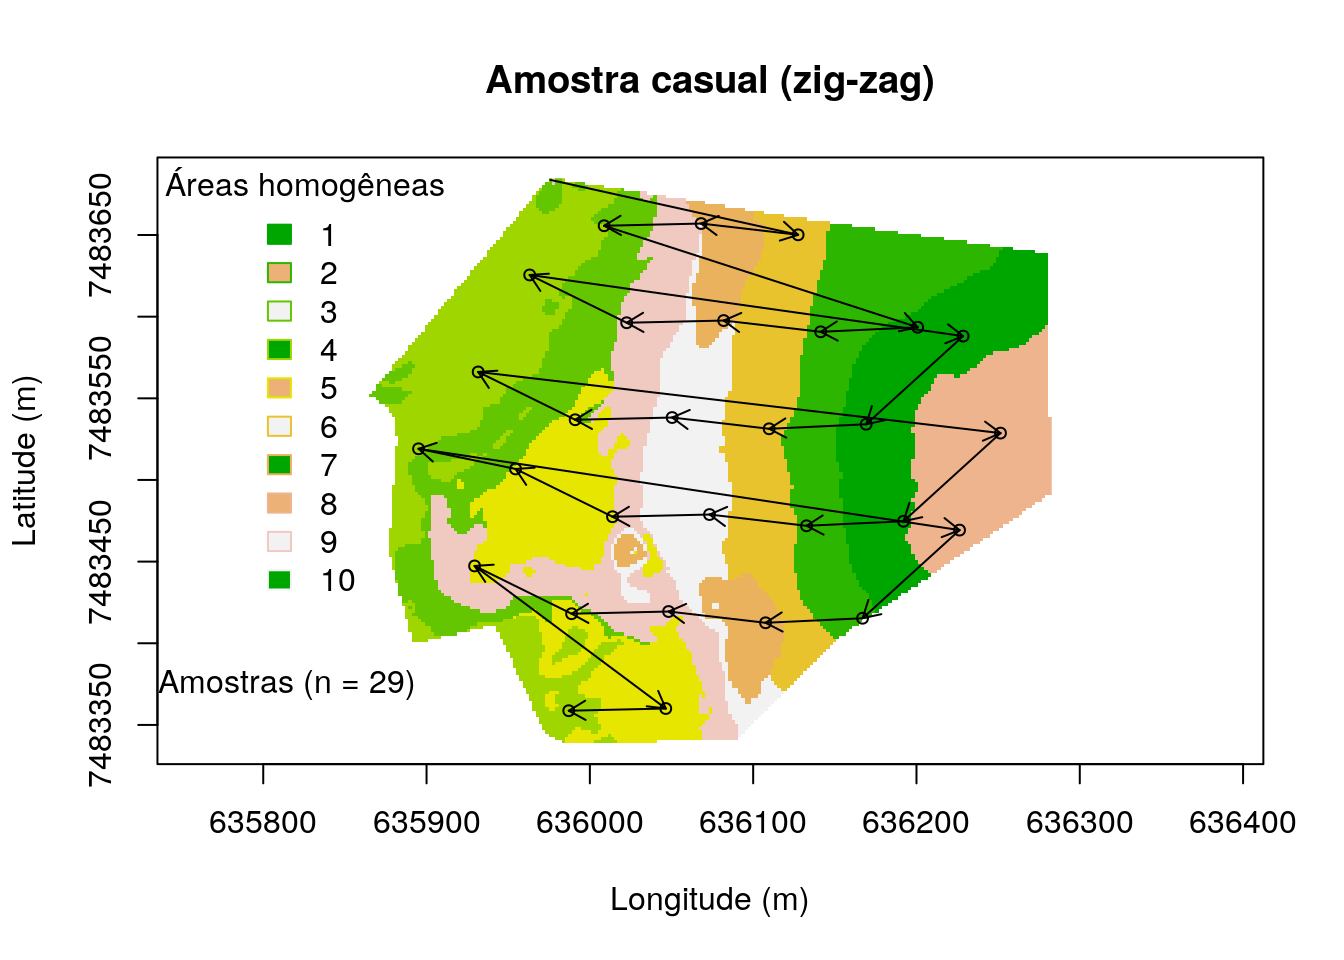 Amostra casual (zig-zag)
Áreas homogêneas
1
2
3
4
5
6
7
8
9
10
Amostras (n = 29)
7483650
7483550
7483450
7483350
Latitude (m)
635800 635900 636000 636100 636200 636300 636400
Longitude (m)